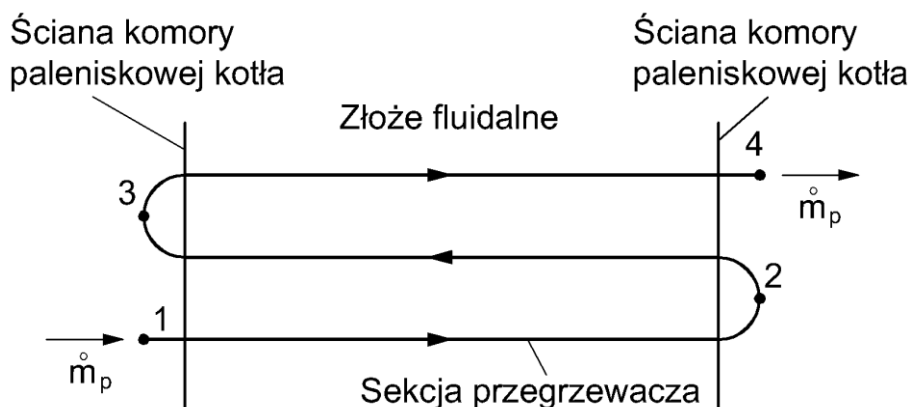 Ściana komory
paleniskowej kotła
Ściana komory
paleniskowej kotła
Złoże fluidalne
4
3
ṁp
2
1
ṁp
Sekcja przegrzewacza